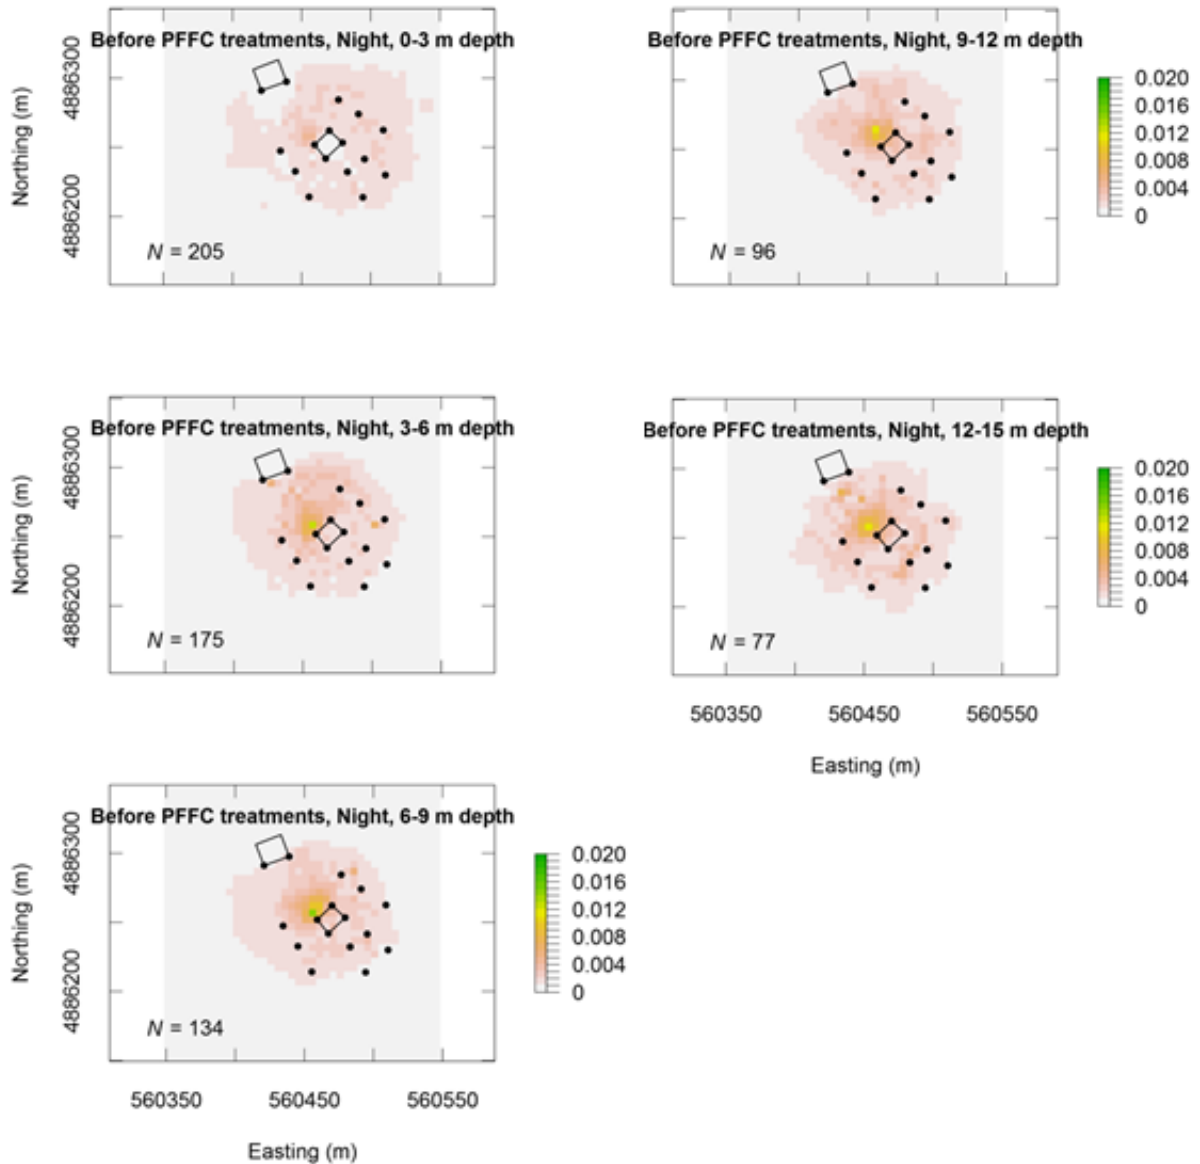 Before PFFC treatments, Night, 0-3 m depth
Northing (m)
4886300
4886200
N = 205
Before PFFC treatments, Night, 9-12 m depth
N = 96
0.020
0.016
0.012
0.008
0.004
0
Before PFFC treatments, Night, 3-6 m depth
Northing (m)
4886300
4886200
N = 175
Before PFFC treatments, Night, 12-15 m depth
N = 77
0.020
0.016
0.012
0.008
0.004
0
560350 560450 560550
Easting (m)
Before PFFC treatments, Night, 6-9 m depth
Northing (m)
4886300
4886200
N = 134
0.020
0.016
0.012
0.008
0.004
0
560350 560450 560550
Easting (m)